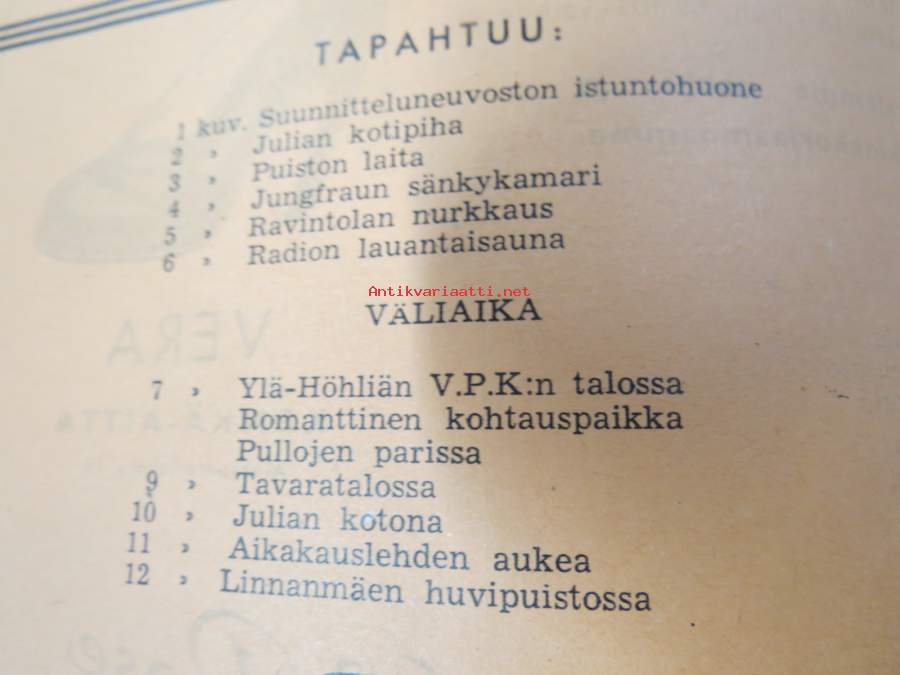 TAPAHTUU:
1 kuv. Suunnitteluneuvoston istuntohuone
2 » Julian kotipiha
3 » Puiston laita
4 » Jungfraun sänkykamari
5 » Ravintolan nurkkaus
6 » Radion lauantaisauna
Antikvariaatti.net
VÄLIAIKA
7 » Ylä-Höhliän V.P.K:n talossa
Romanttinen kohtauspaikka
Pullojen parissa
9 » Tavaratalossa
10 » Julian kotona
11 » Aikakauslehden aukea
12 » Linnanmäen huvipuistossa
VERA